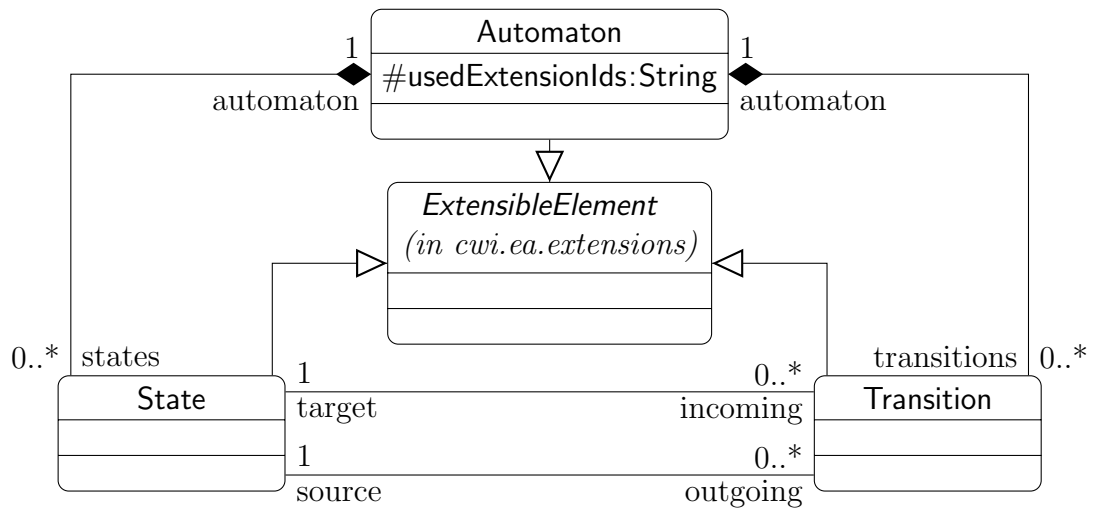 Automaton
1
1
#usedExtensionIds:String
automaton
automaton
ExtensibleElement
(in cwi.ea.extensions)
0..*
states
transitions
0..*
State
1
target
0..*
incoming
Transition
1
source
0..*
outgoing